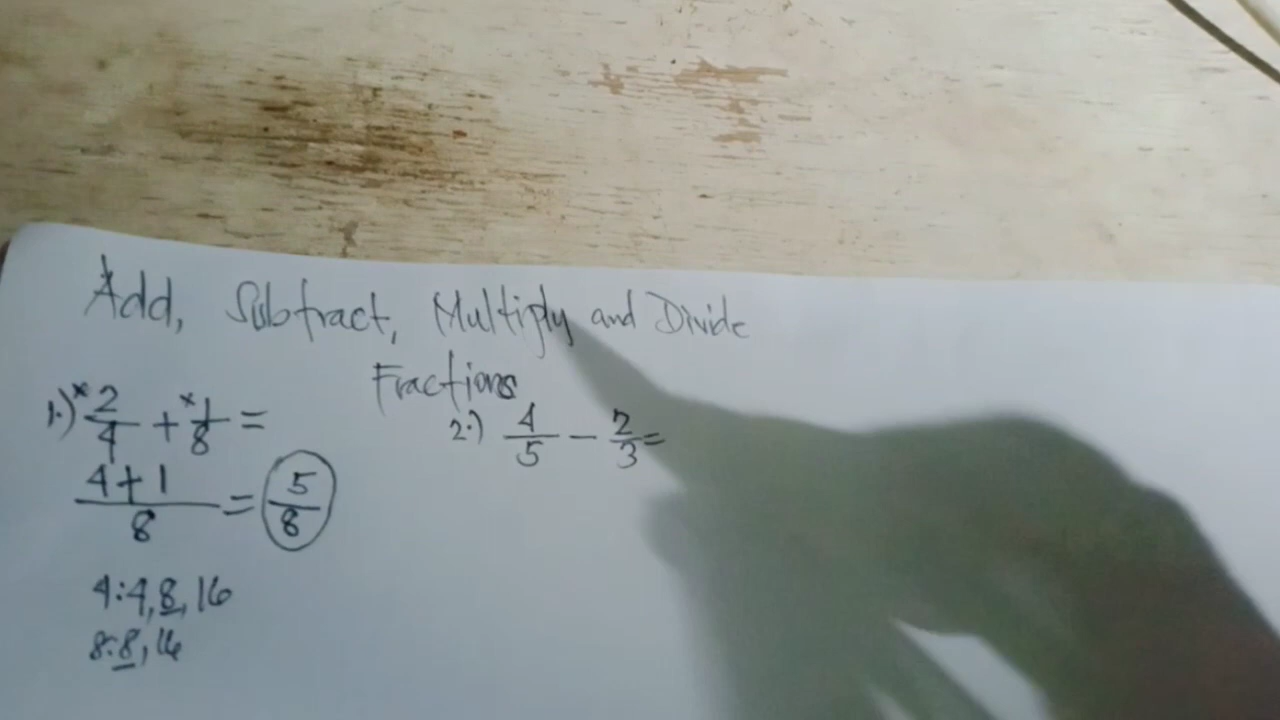 Add, Subtract, Multiply and Divide
Fractions
1.) × 2/4 + × 1/8 =
4+1/8 = 5/8
4:4,8,16
8:8,16
2.) 4/5 - 2/3 =